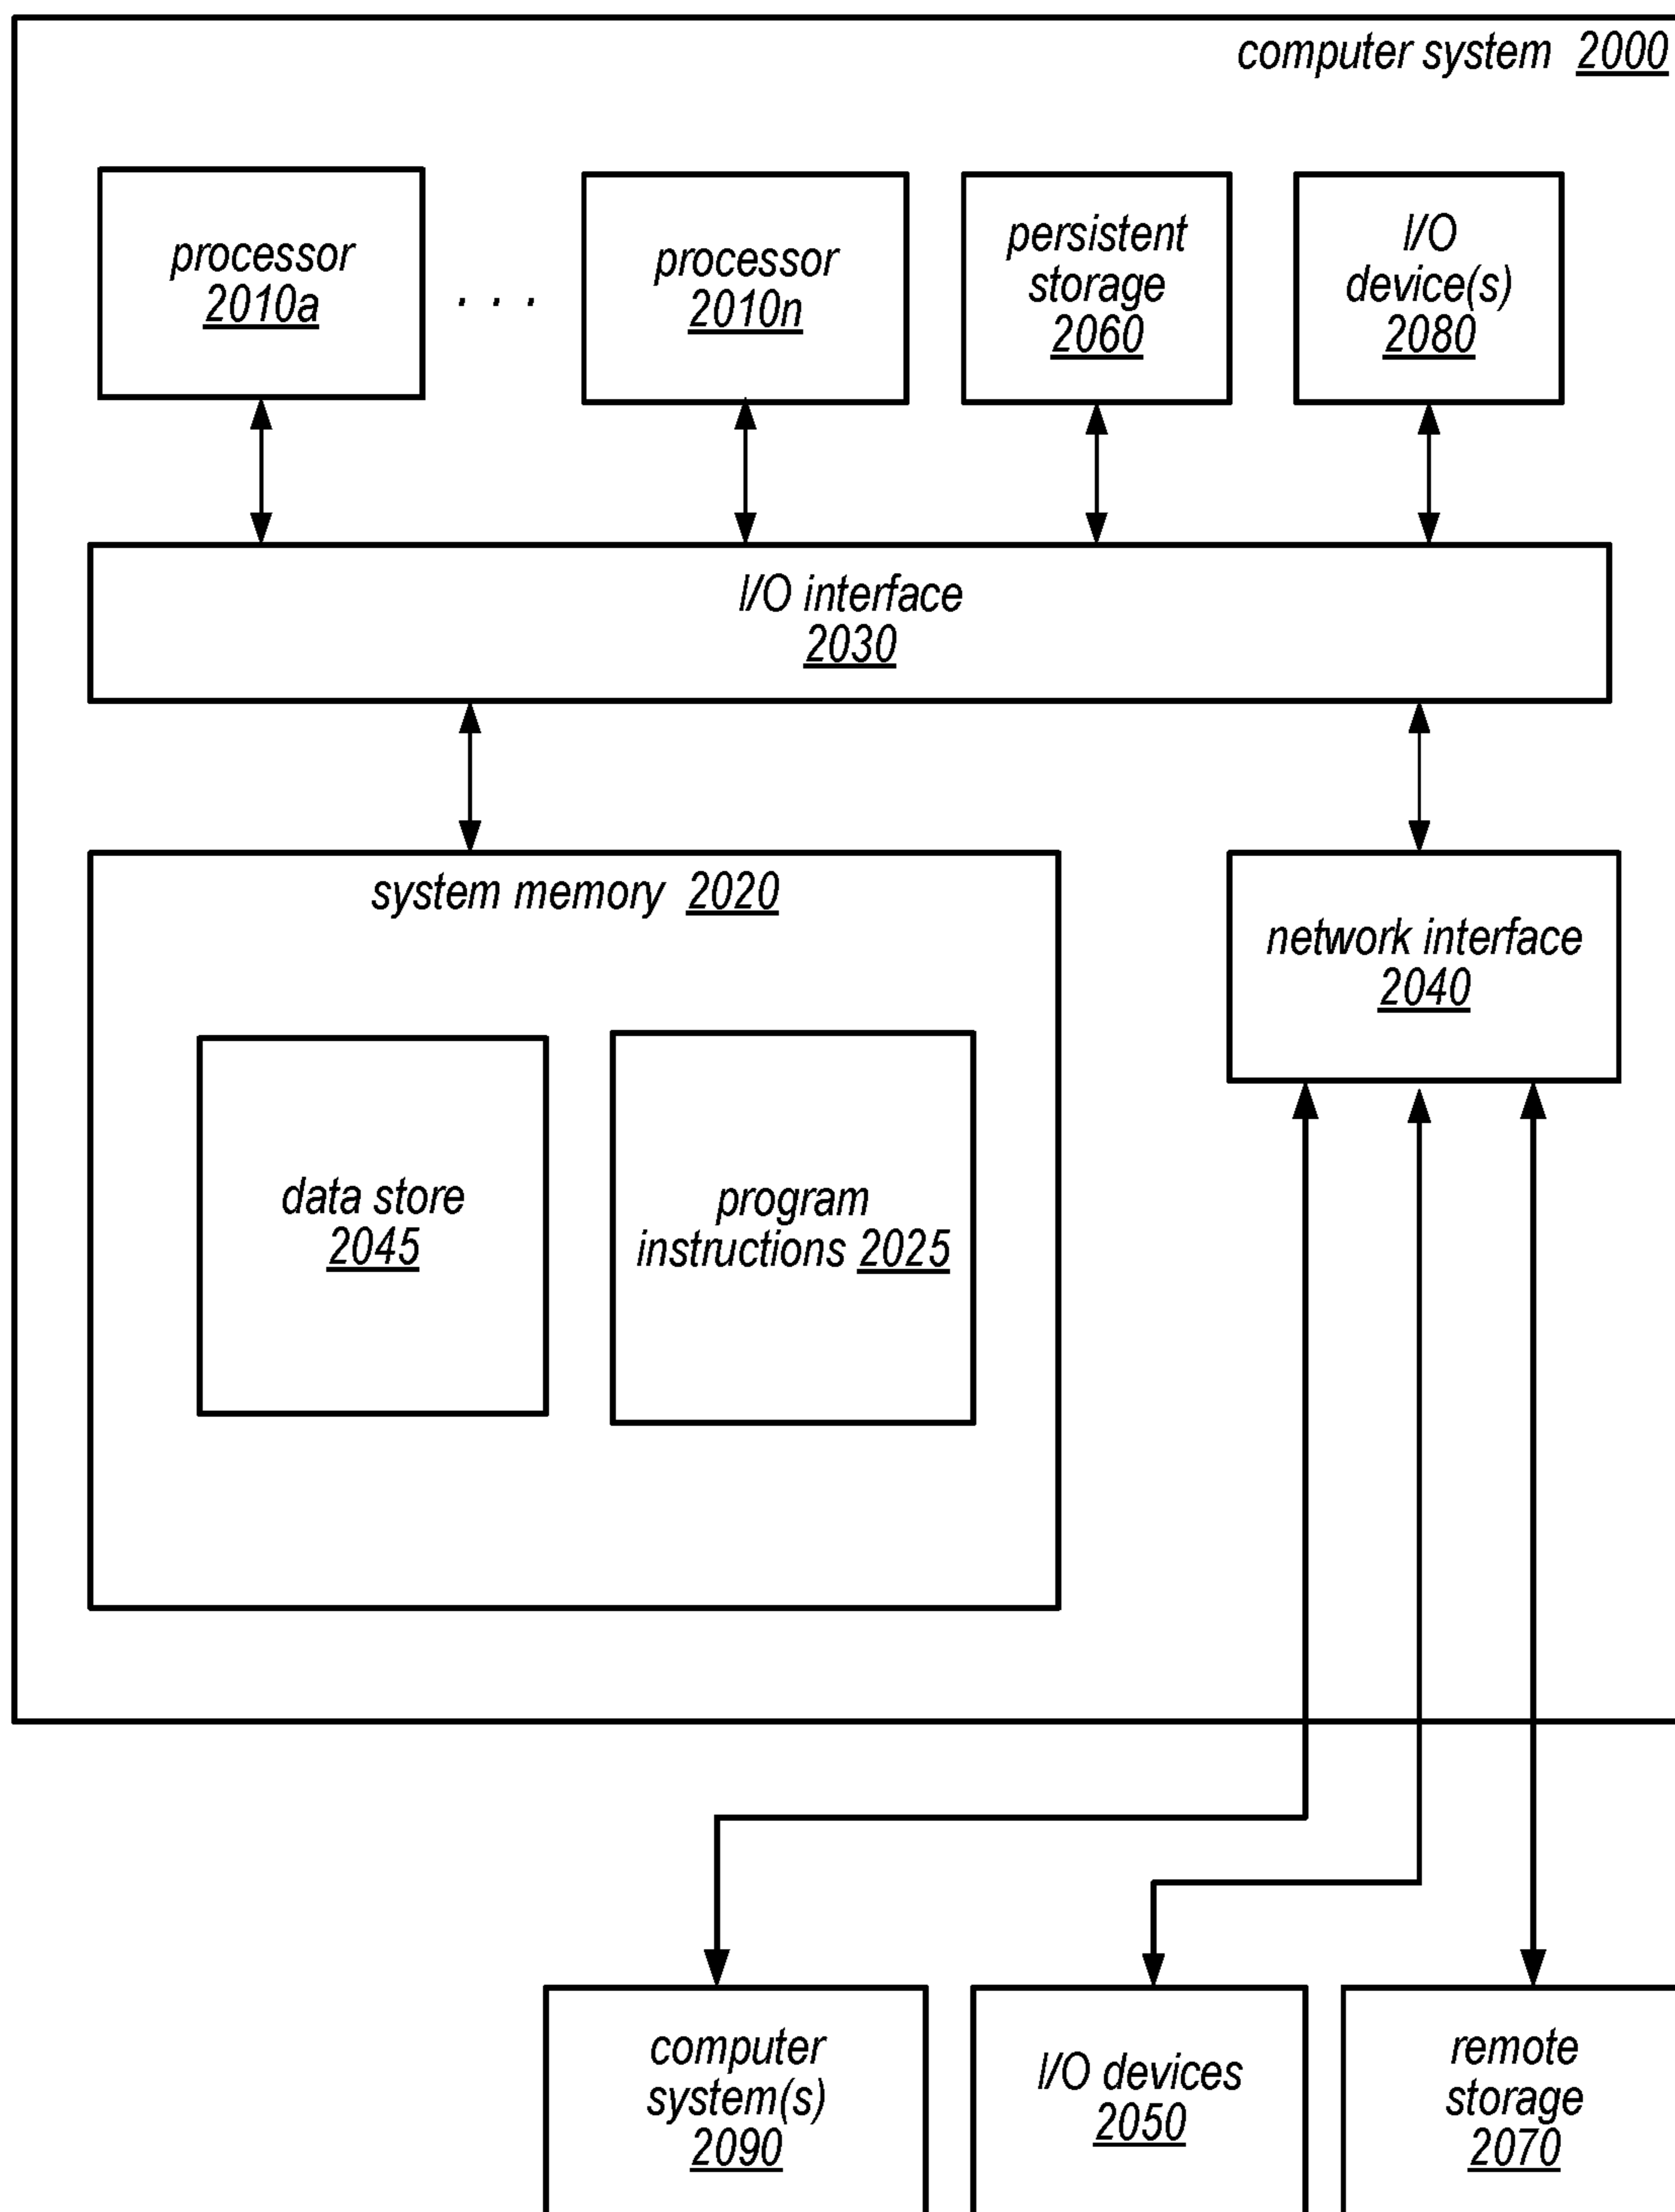 computer system 2000
processor
2010a
. . .
processor
2010n
persistent
storage
2060
I/O
device(s)
2080
I/O interface
2030
system memory 2020
network interface
2040
data store
2045
program
instructions 2025
computer
system(s)
2090
I/O devices
2050
remote
storage
2070